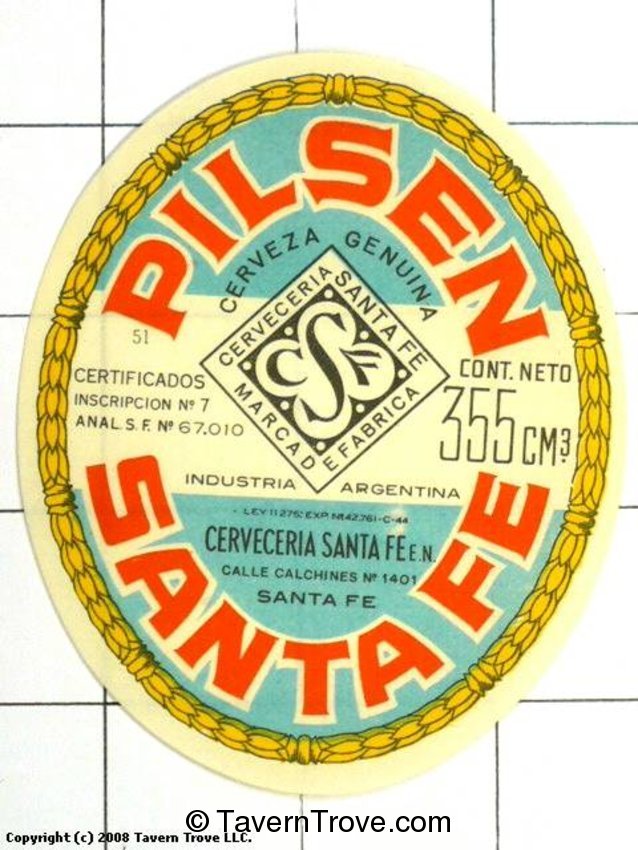 PILSEN
CERVEZA GENUINA
CERVECERIA SANTA FE
CSF
MARCA DE FABRICA
51
CERTIFICADOS
INSCRIPCION Nº 7
ANAL. S. F. Nº 67.010
CONT. NETO
355 CM3.
INDUSTRIA ARGENTINA
LEY 11275: EXP. Nº 42.761-C-44
CERVECERIA SANTA FE E.N.
CALLE CALCHINES Nº 1401
SANTA FE
SANTA FE
© TavernTrove.com
Copyright (c) 2008 Tavern Trove LLC.